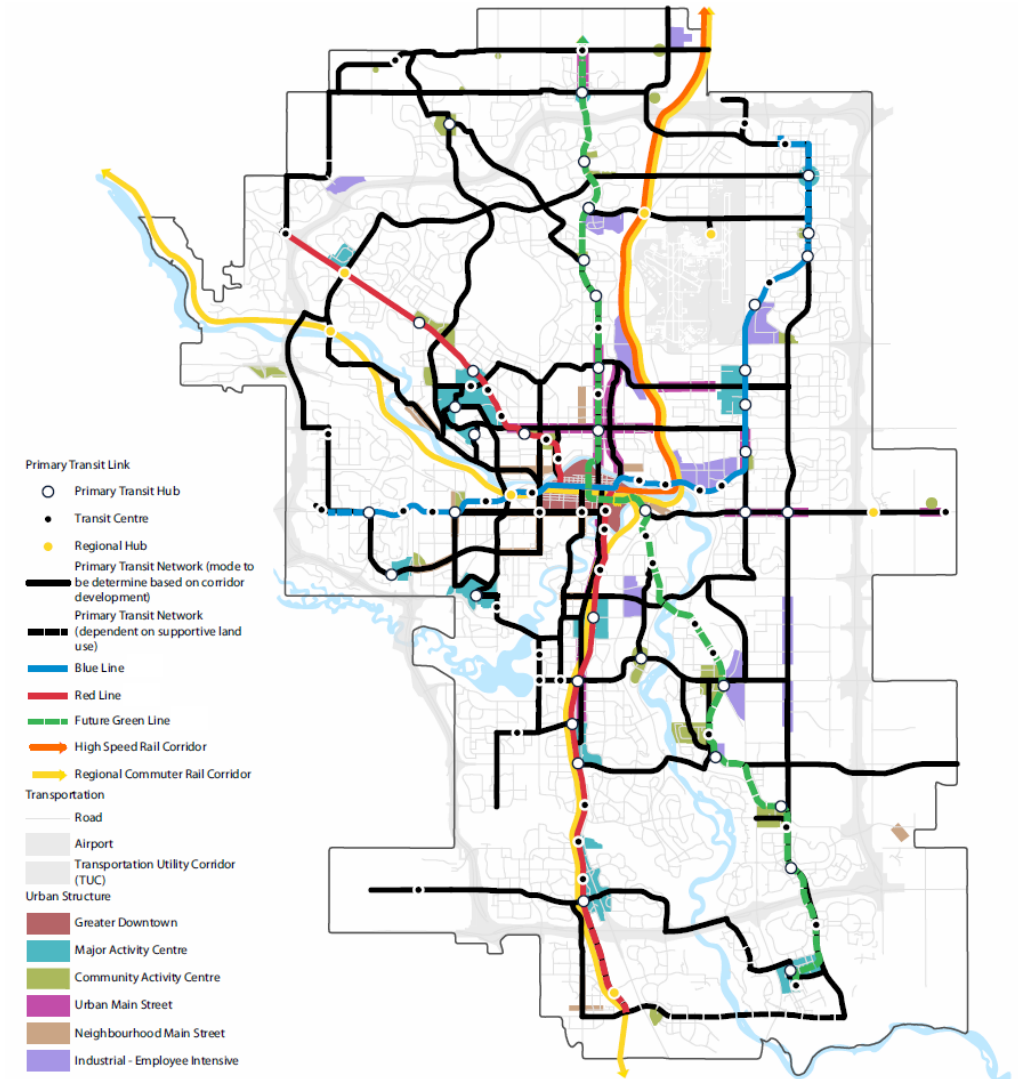 Primary Transit Link
Primary Transit Hub
Transit Centre
Regional Hub
Primary Transit Network (mode to
be determine based on corridor
development)
Primary Transit Network
(dependent on supportive land
use)
Blue Line
Red Line
Future Green Line
High Speed Rail Corridor
Regional Commuter Rail Corridor
Transportation
Road
Airport
Transportation Utility Corridor
(TUC)
Urban Structure
Greater Downtown
Major Activity Centre
Community Activity Centre
Urban Main Street
Neighbourhood Main Street
Industrial - Employee Intensive